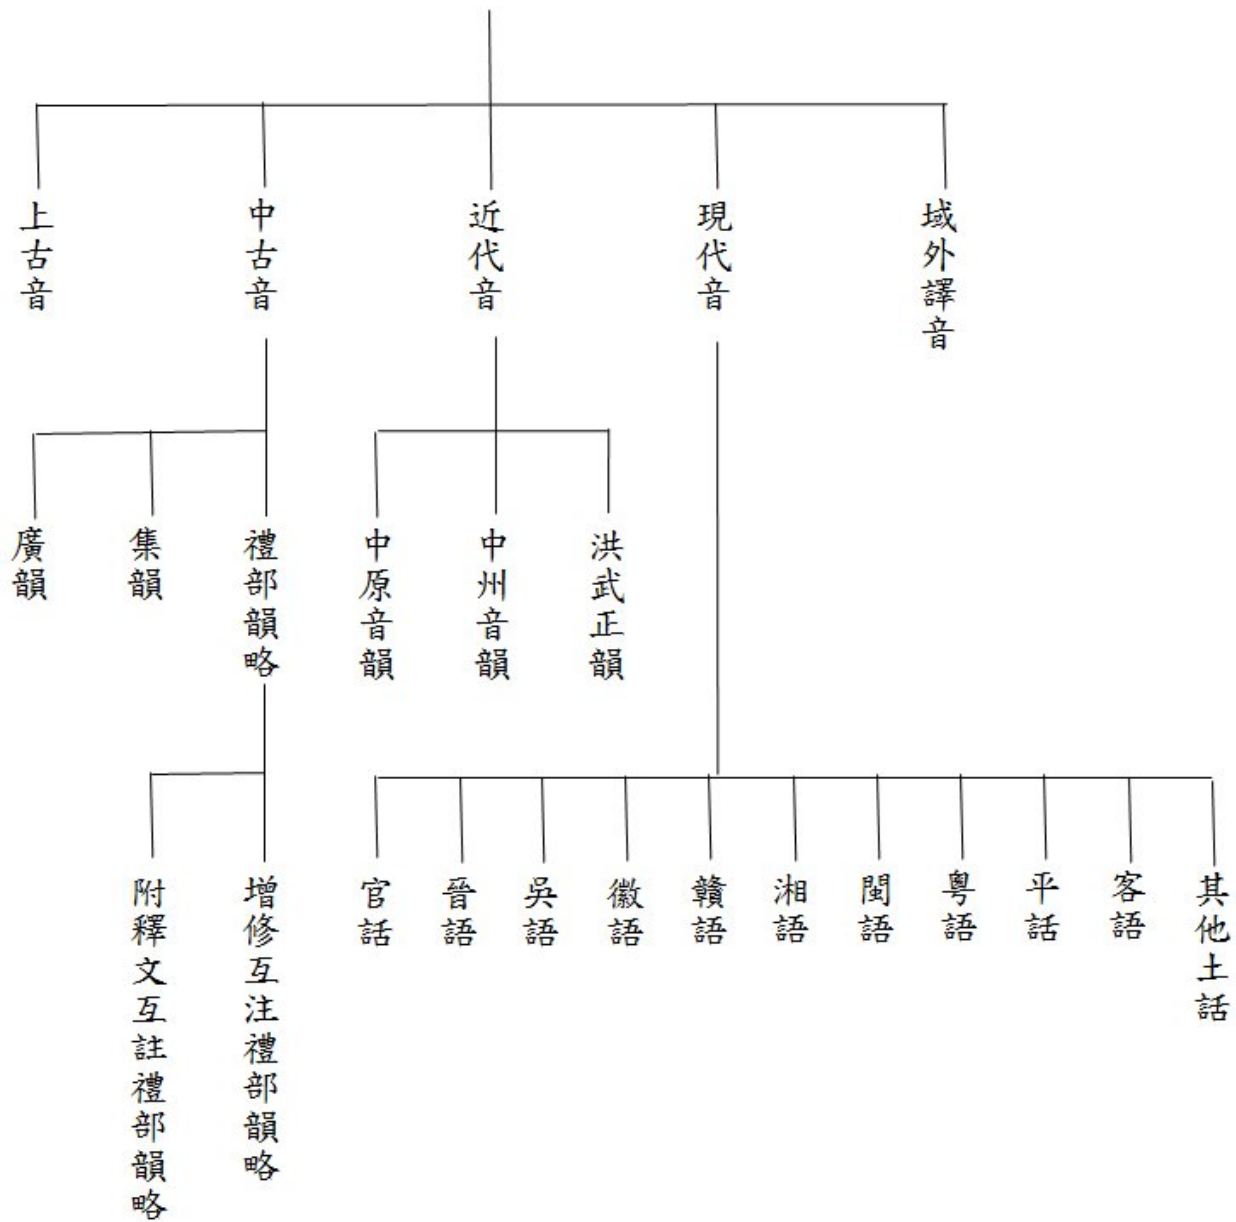 上古音
中古音
近代音
現代音
域外譯音
廣韻
集韻
禮部韻略
中原音韻
中州音韻
洪武正韻
附釋文互註禮部韻略
增修互注禮部韻略
官話
晉語
吳語
徽語
贛語
湘語
閩語
粵語
平話
客語
其他土話